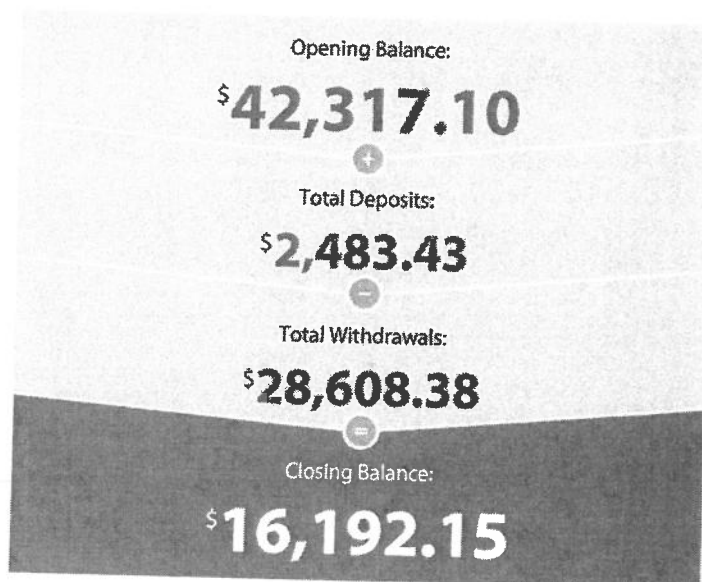 Opening Balance:
$42,317.10
+
Total Deposits:
$2,483.43
−
Total Withdrawals:
$28,608.38
=
Closing Balance:
$16,192.15